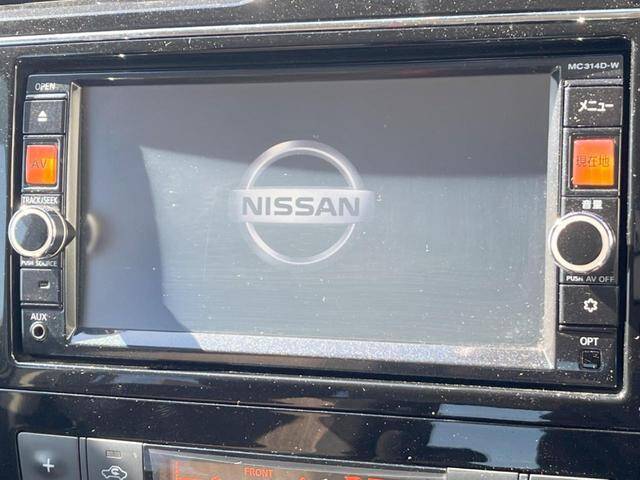 MC314D-W
OPEN
メニュー
AV
現在地
TRACK/SEEK
音量
NISSAN
PUSH SOURCE
PUSH AV OFF
AUX
OPT
FRONT